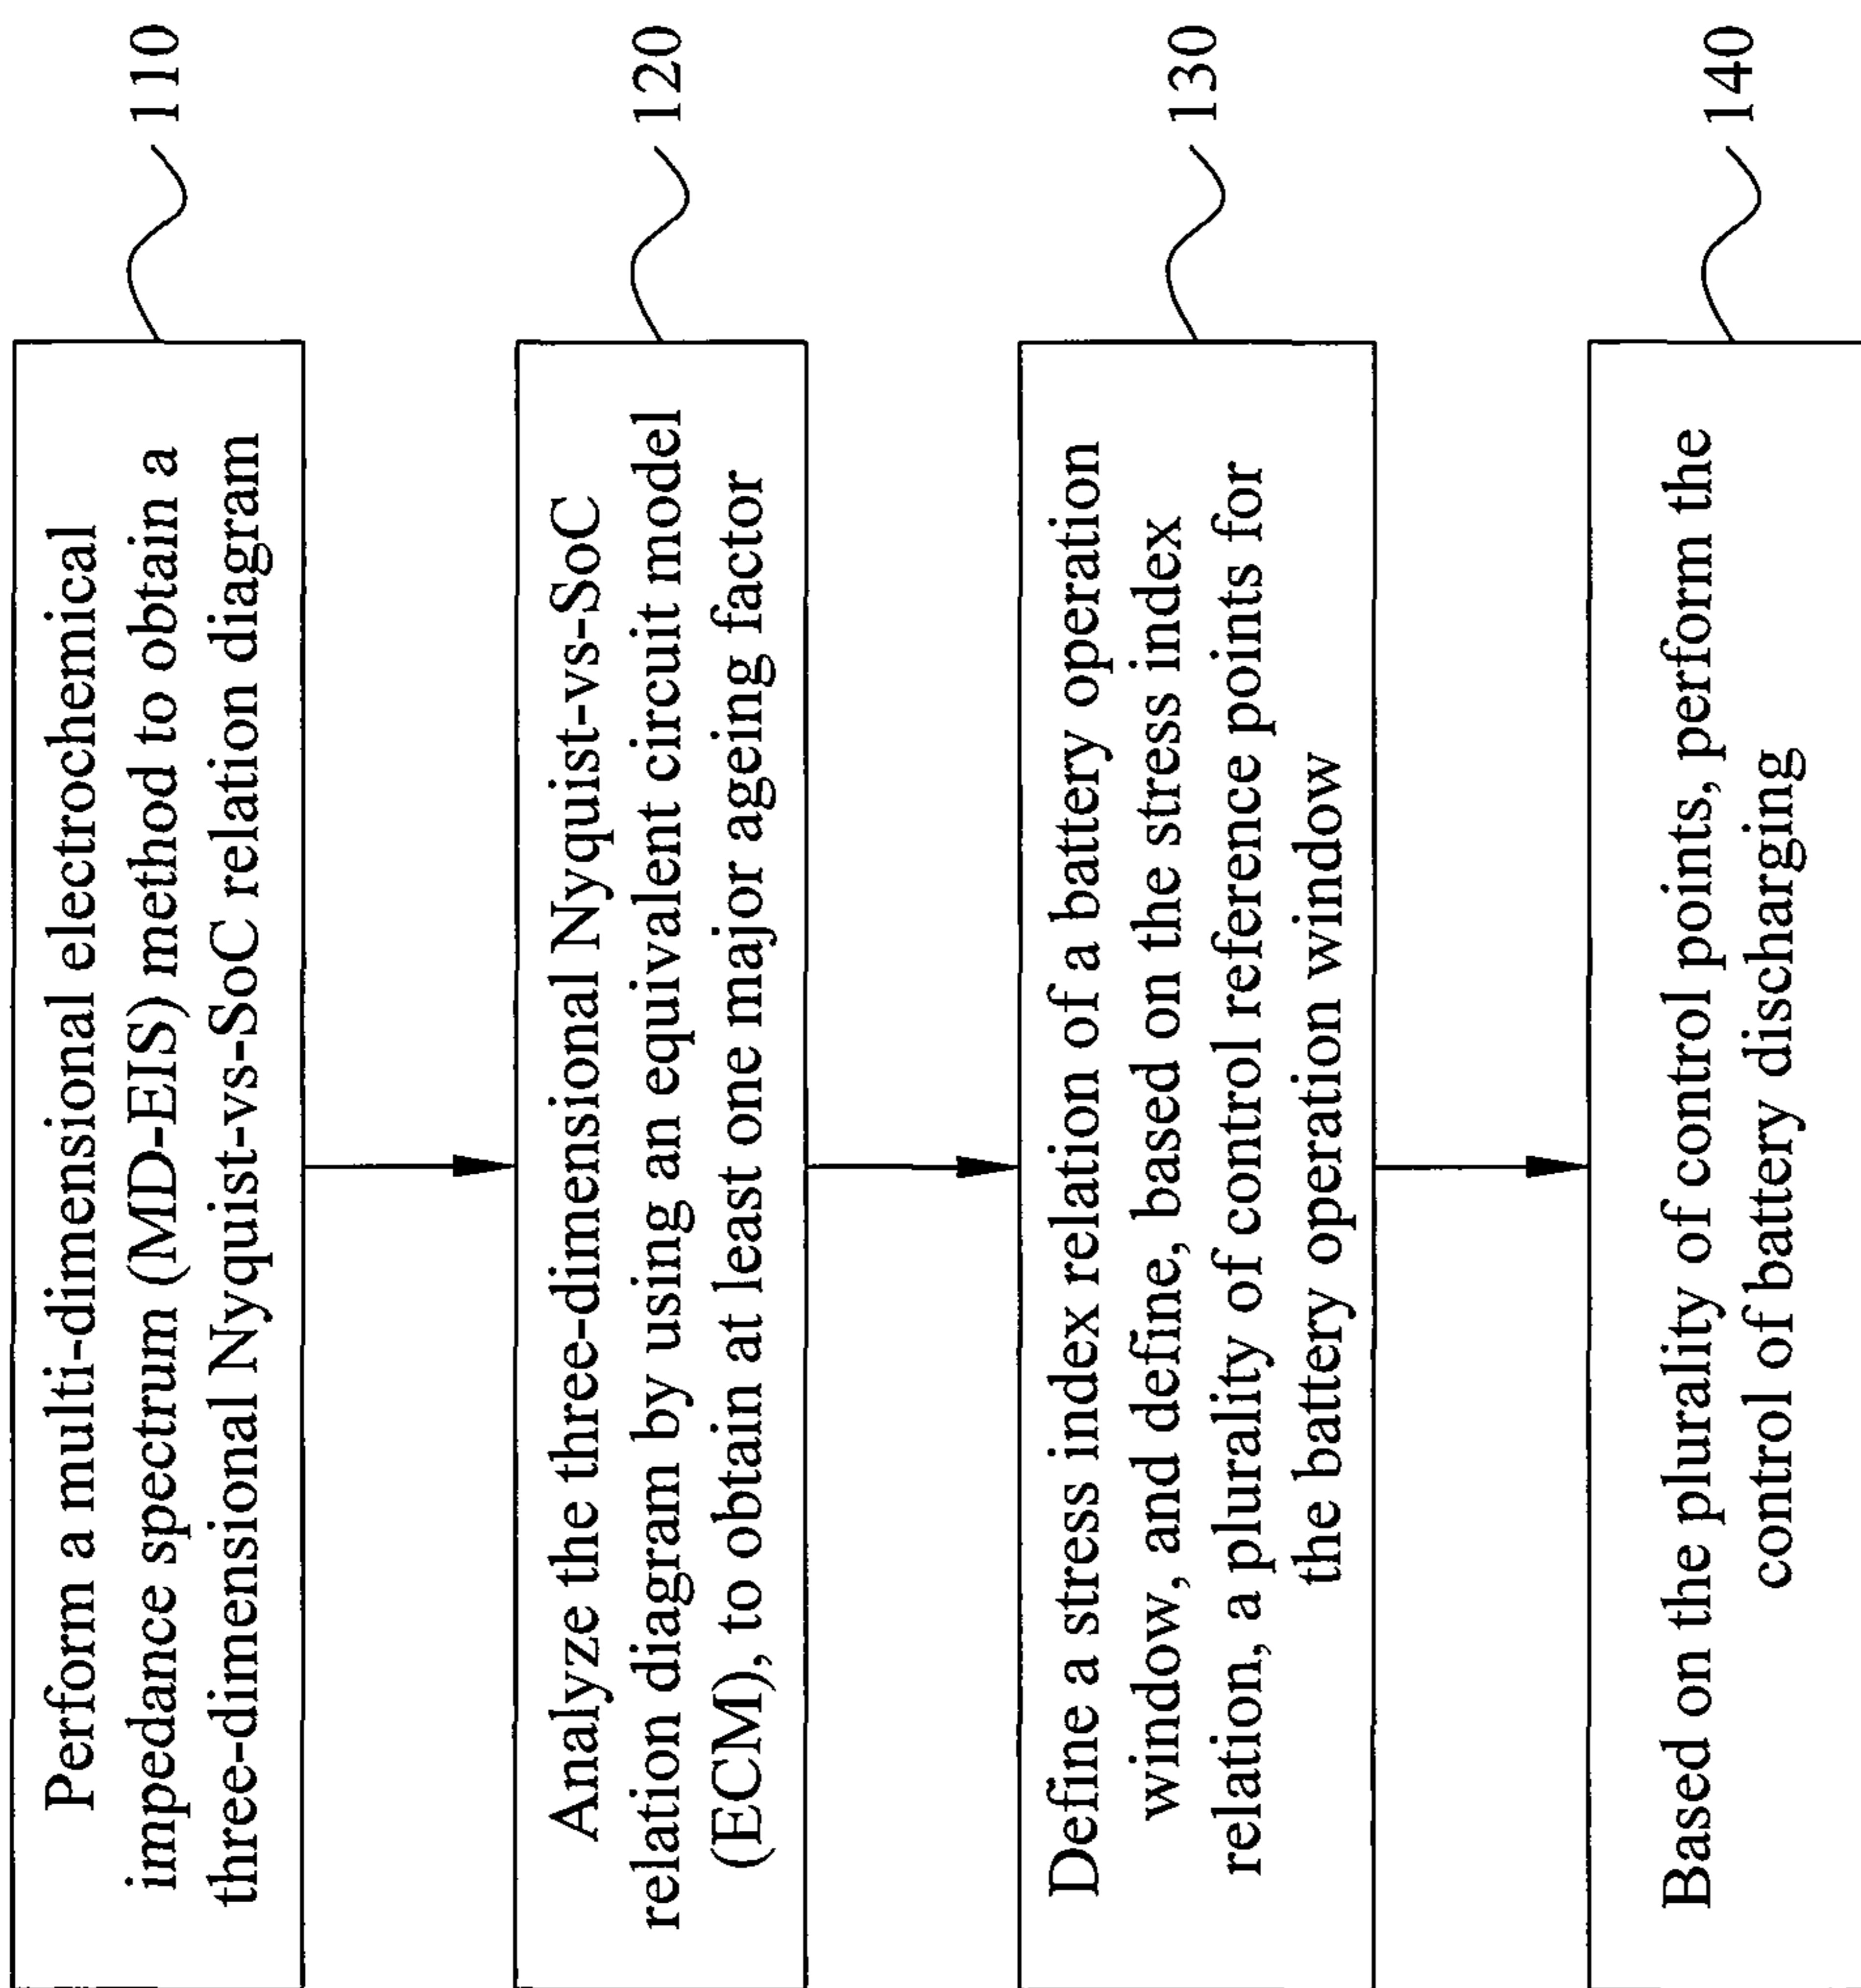 Perform a multi-dimensional electrochemical
impedance spectrum (MD-EIS) method to obtain a
three-dimensional Nyquist-vs-SoC relation diagram
110
Analyze the three-dimensional Nyquist-vs-SoC
relation diagram by using an equivalent circuit model
(ECM), to obtain at least one major ageing factor
120
Define a stress index relation of a battery operation
window, and define, based on the stress index
relation, a plurality of control reference points for
the battery operation window
130
Based on the plurality of control points, perform the
control of battery discharging
140